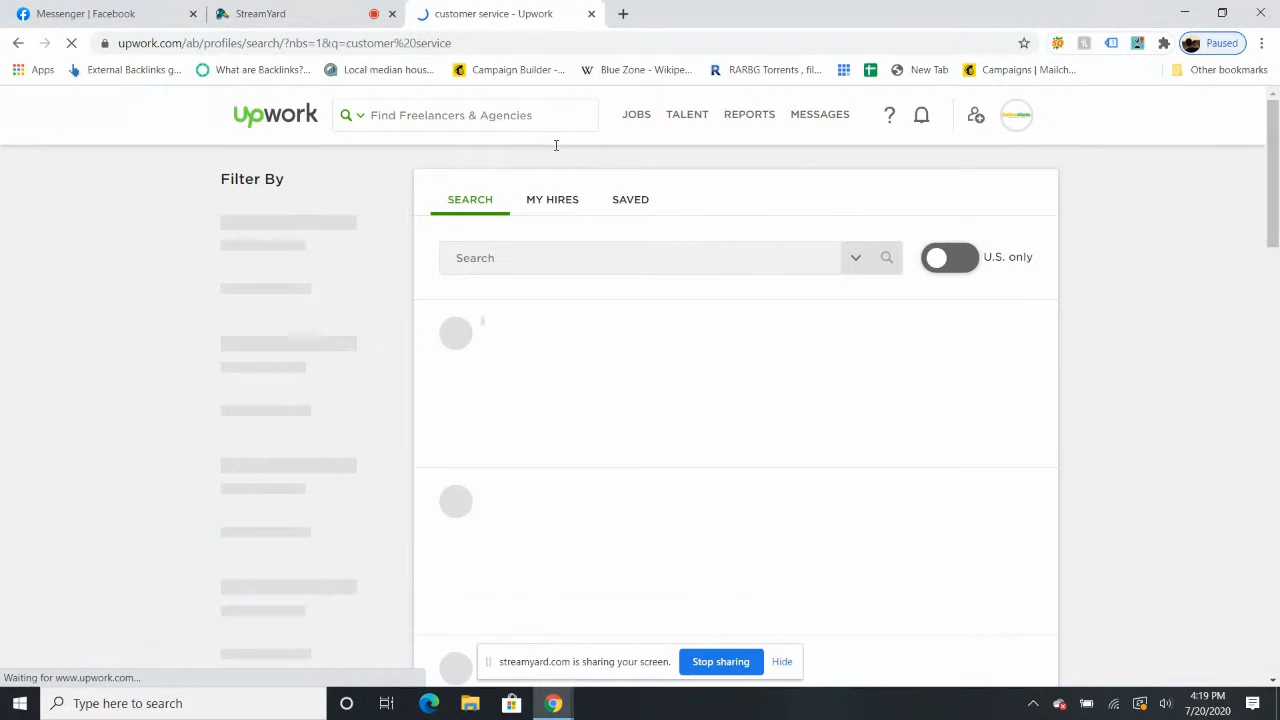 Messenger | Facebook
StreamYard
customer service - Upwork
upwork.com/ab/profiles/search/?nbs=1&q=customer%20service
Paused
Apps
External Backlinks g...
What are Backlinks?...
Local median hous...
Campaign Builder -...
Blue Zone - Wikipe...
RARBG Torrents , fil...
New Tab
Campaigns | Mailch...
Other bookmarks
upwork
Find Freelancers & Agencies
JOBS
TALENT
REPORTS
MESSAGES
Filter By
SEARCH
MY HIRES
SAVED
Search
U.S. only
streamyard.com is sharing your screen.
Stop sharing
Hide
Waiting for www.upwork.com...
Type here to search
4:19 PM
7/20/2020